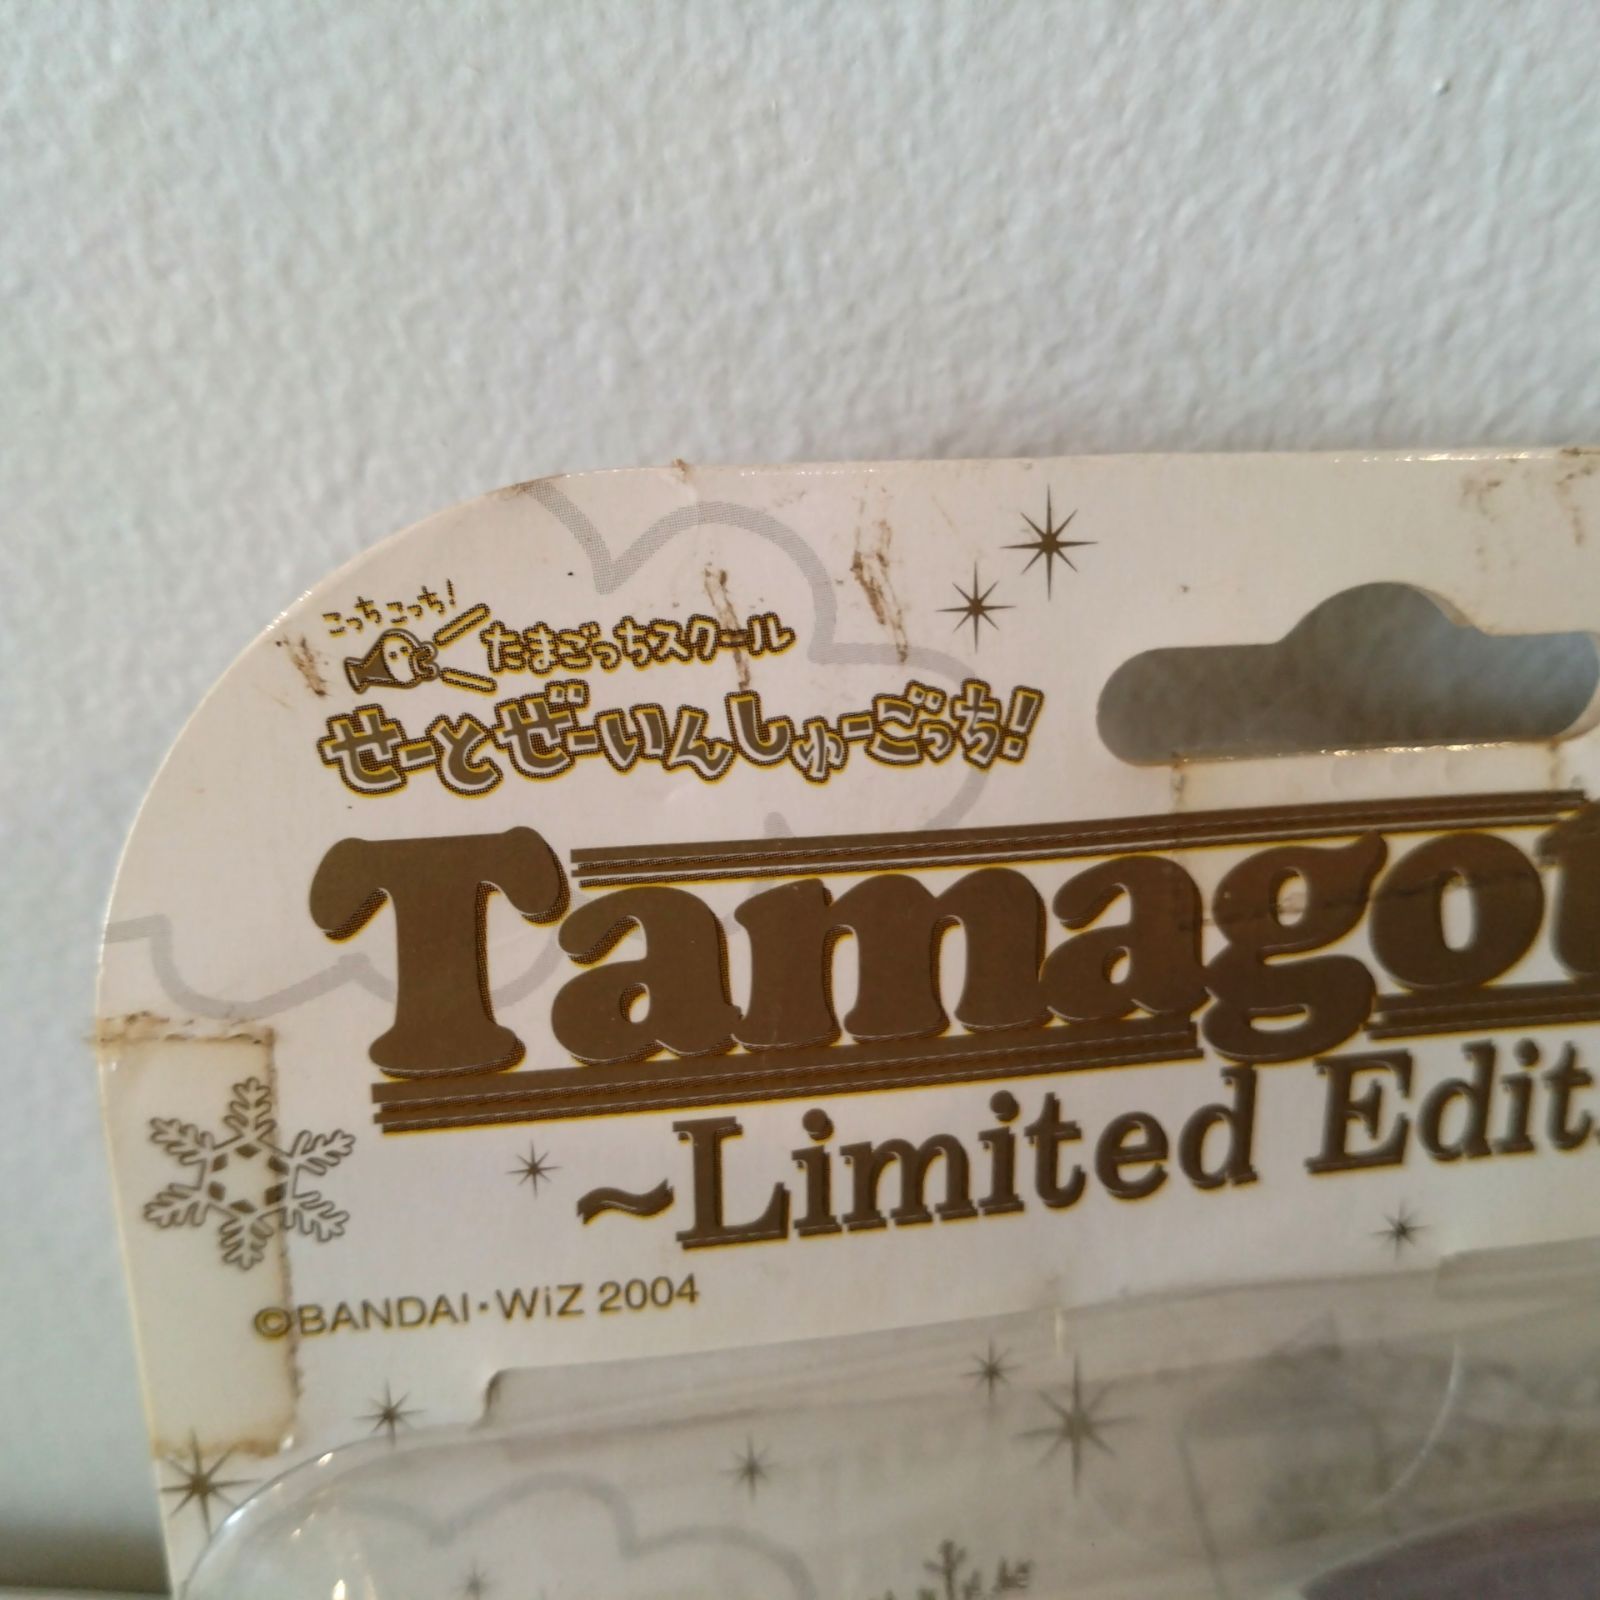 こっちこっち!
たまごっちスクール
せーとぜーいんしゅーごっち!
Tamagot
~Limited Edit
©BANDAI・WiZ 2004